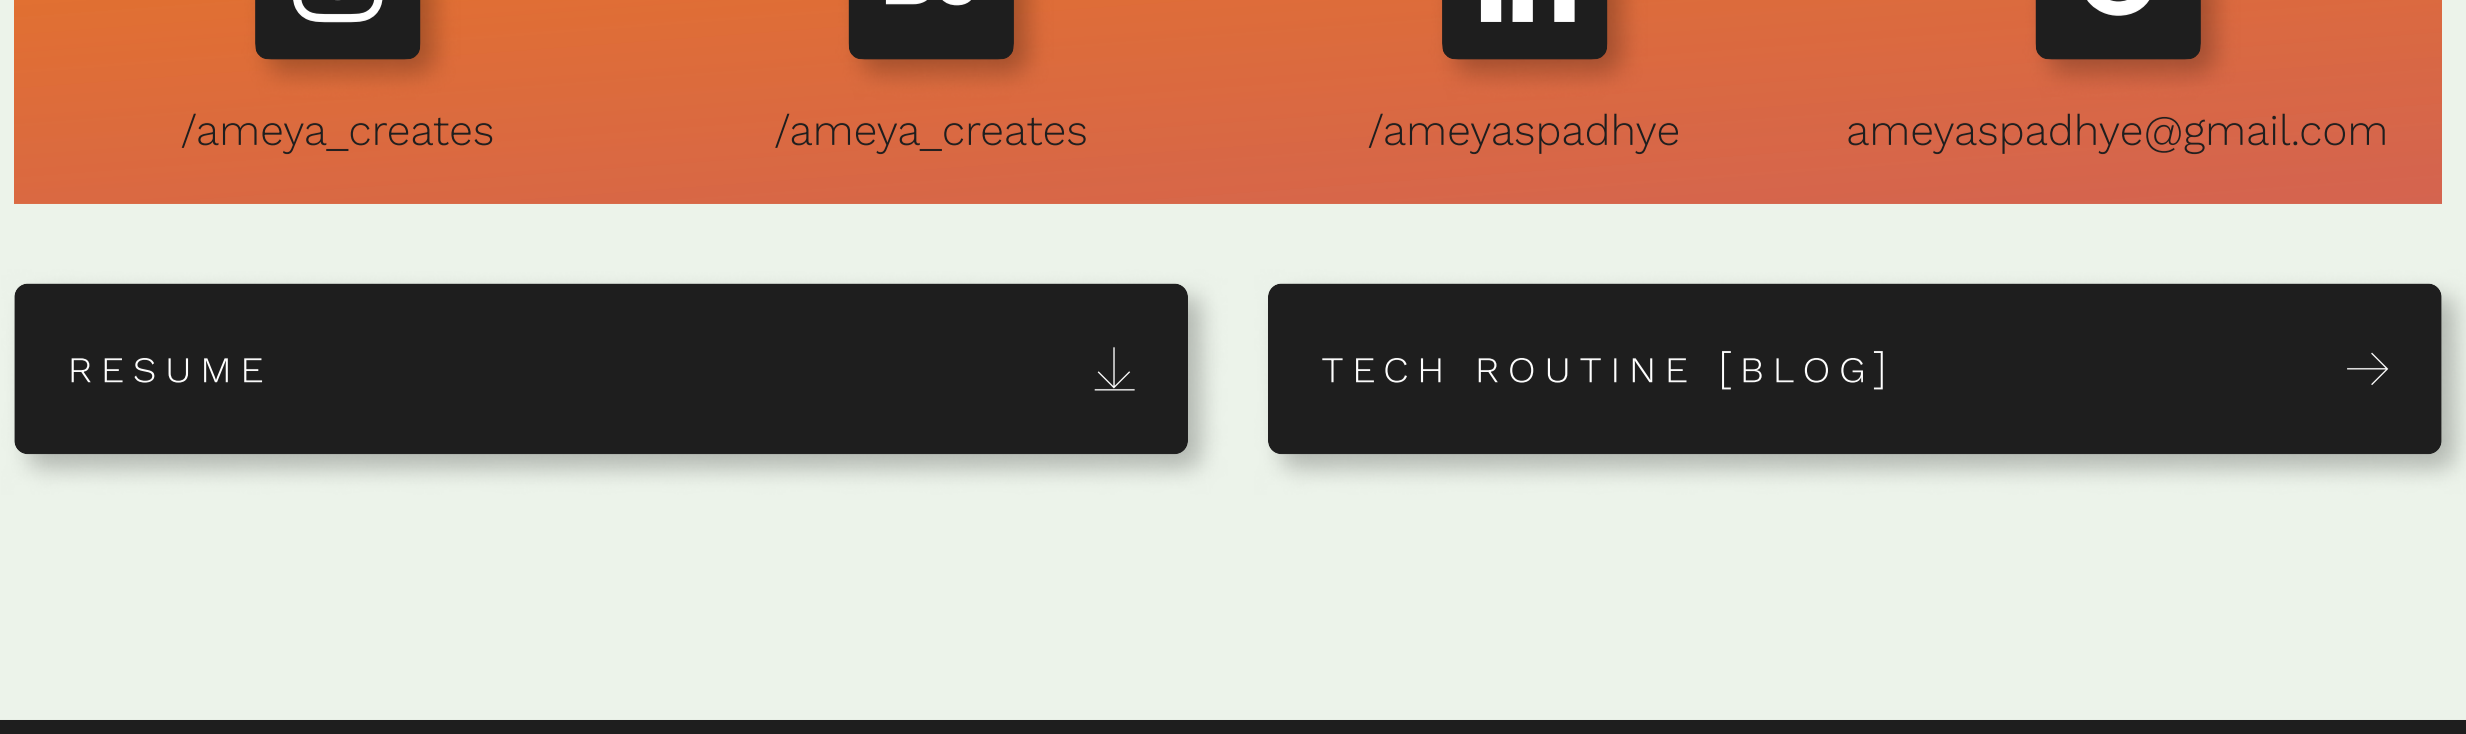 /ameya_creates
/ameya_creates
/ameyaspadhye
ameyaspadhye@gmail.com
RESUME
TECH ROUTINE [BLOG]